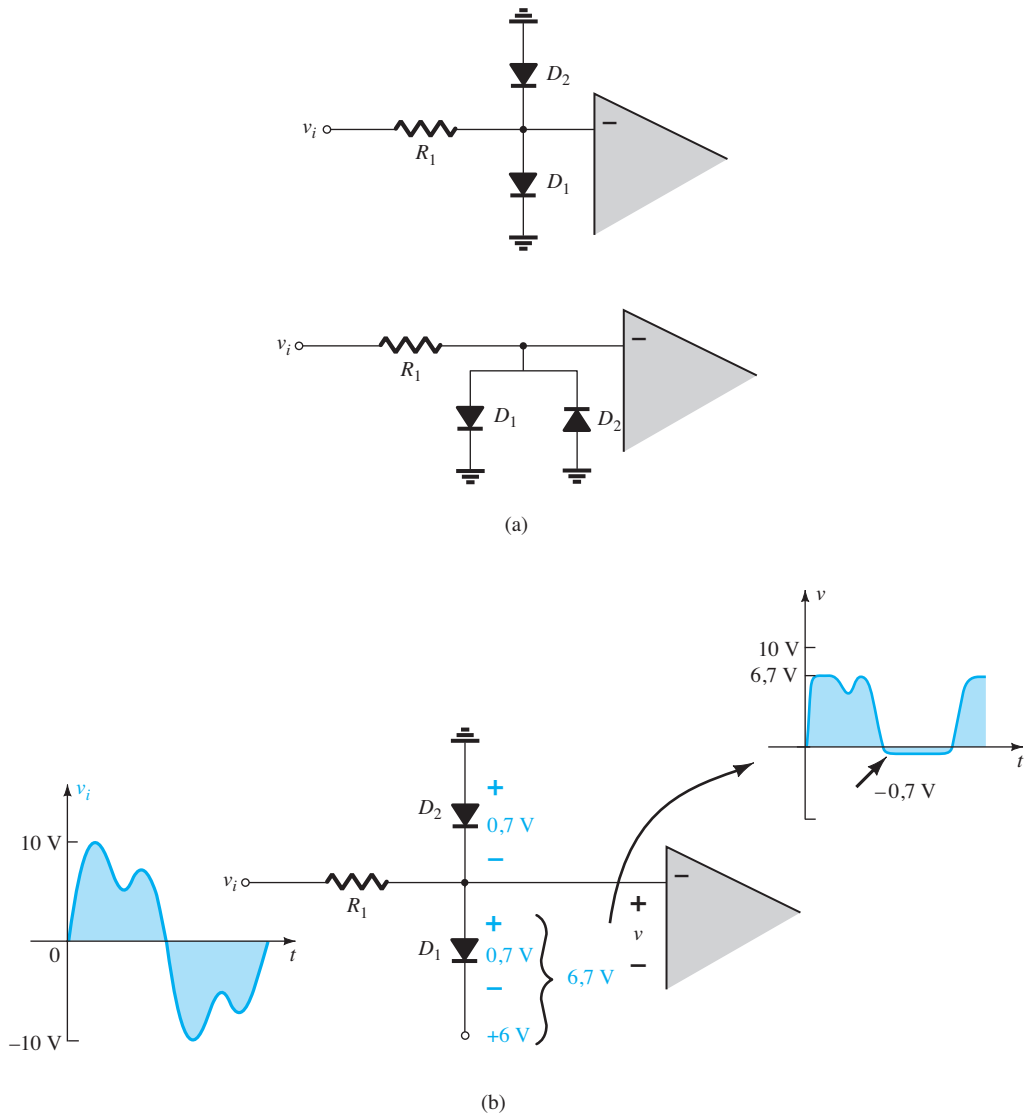 D2
vi
R1
−
D1
vi
R1
−
D1
D2
(a)
v
10 V
6,7 V
t
−0,7 V
vi
10 V
0
t
−10 V
D2
+
0,7 V
−
vi
R1
−
D1
+
0,7 V
−
6,7 V
+
v
−
+6 V
(b)